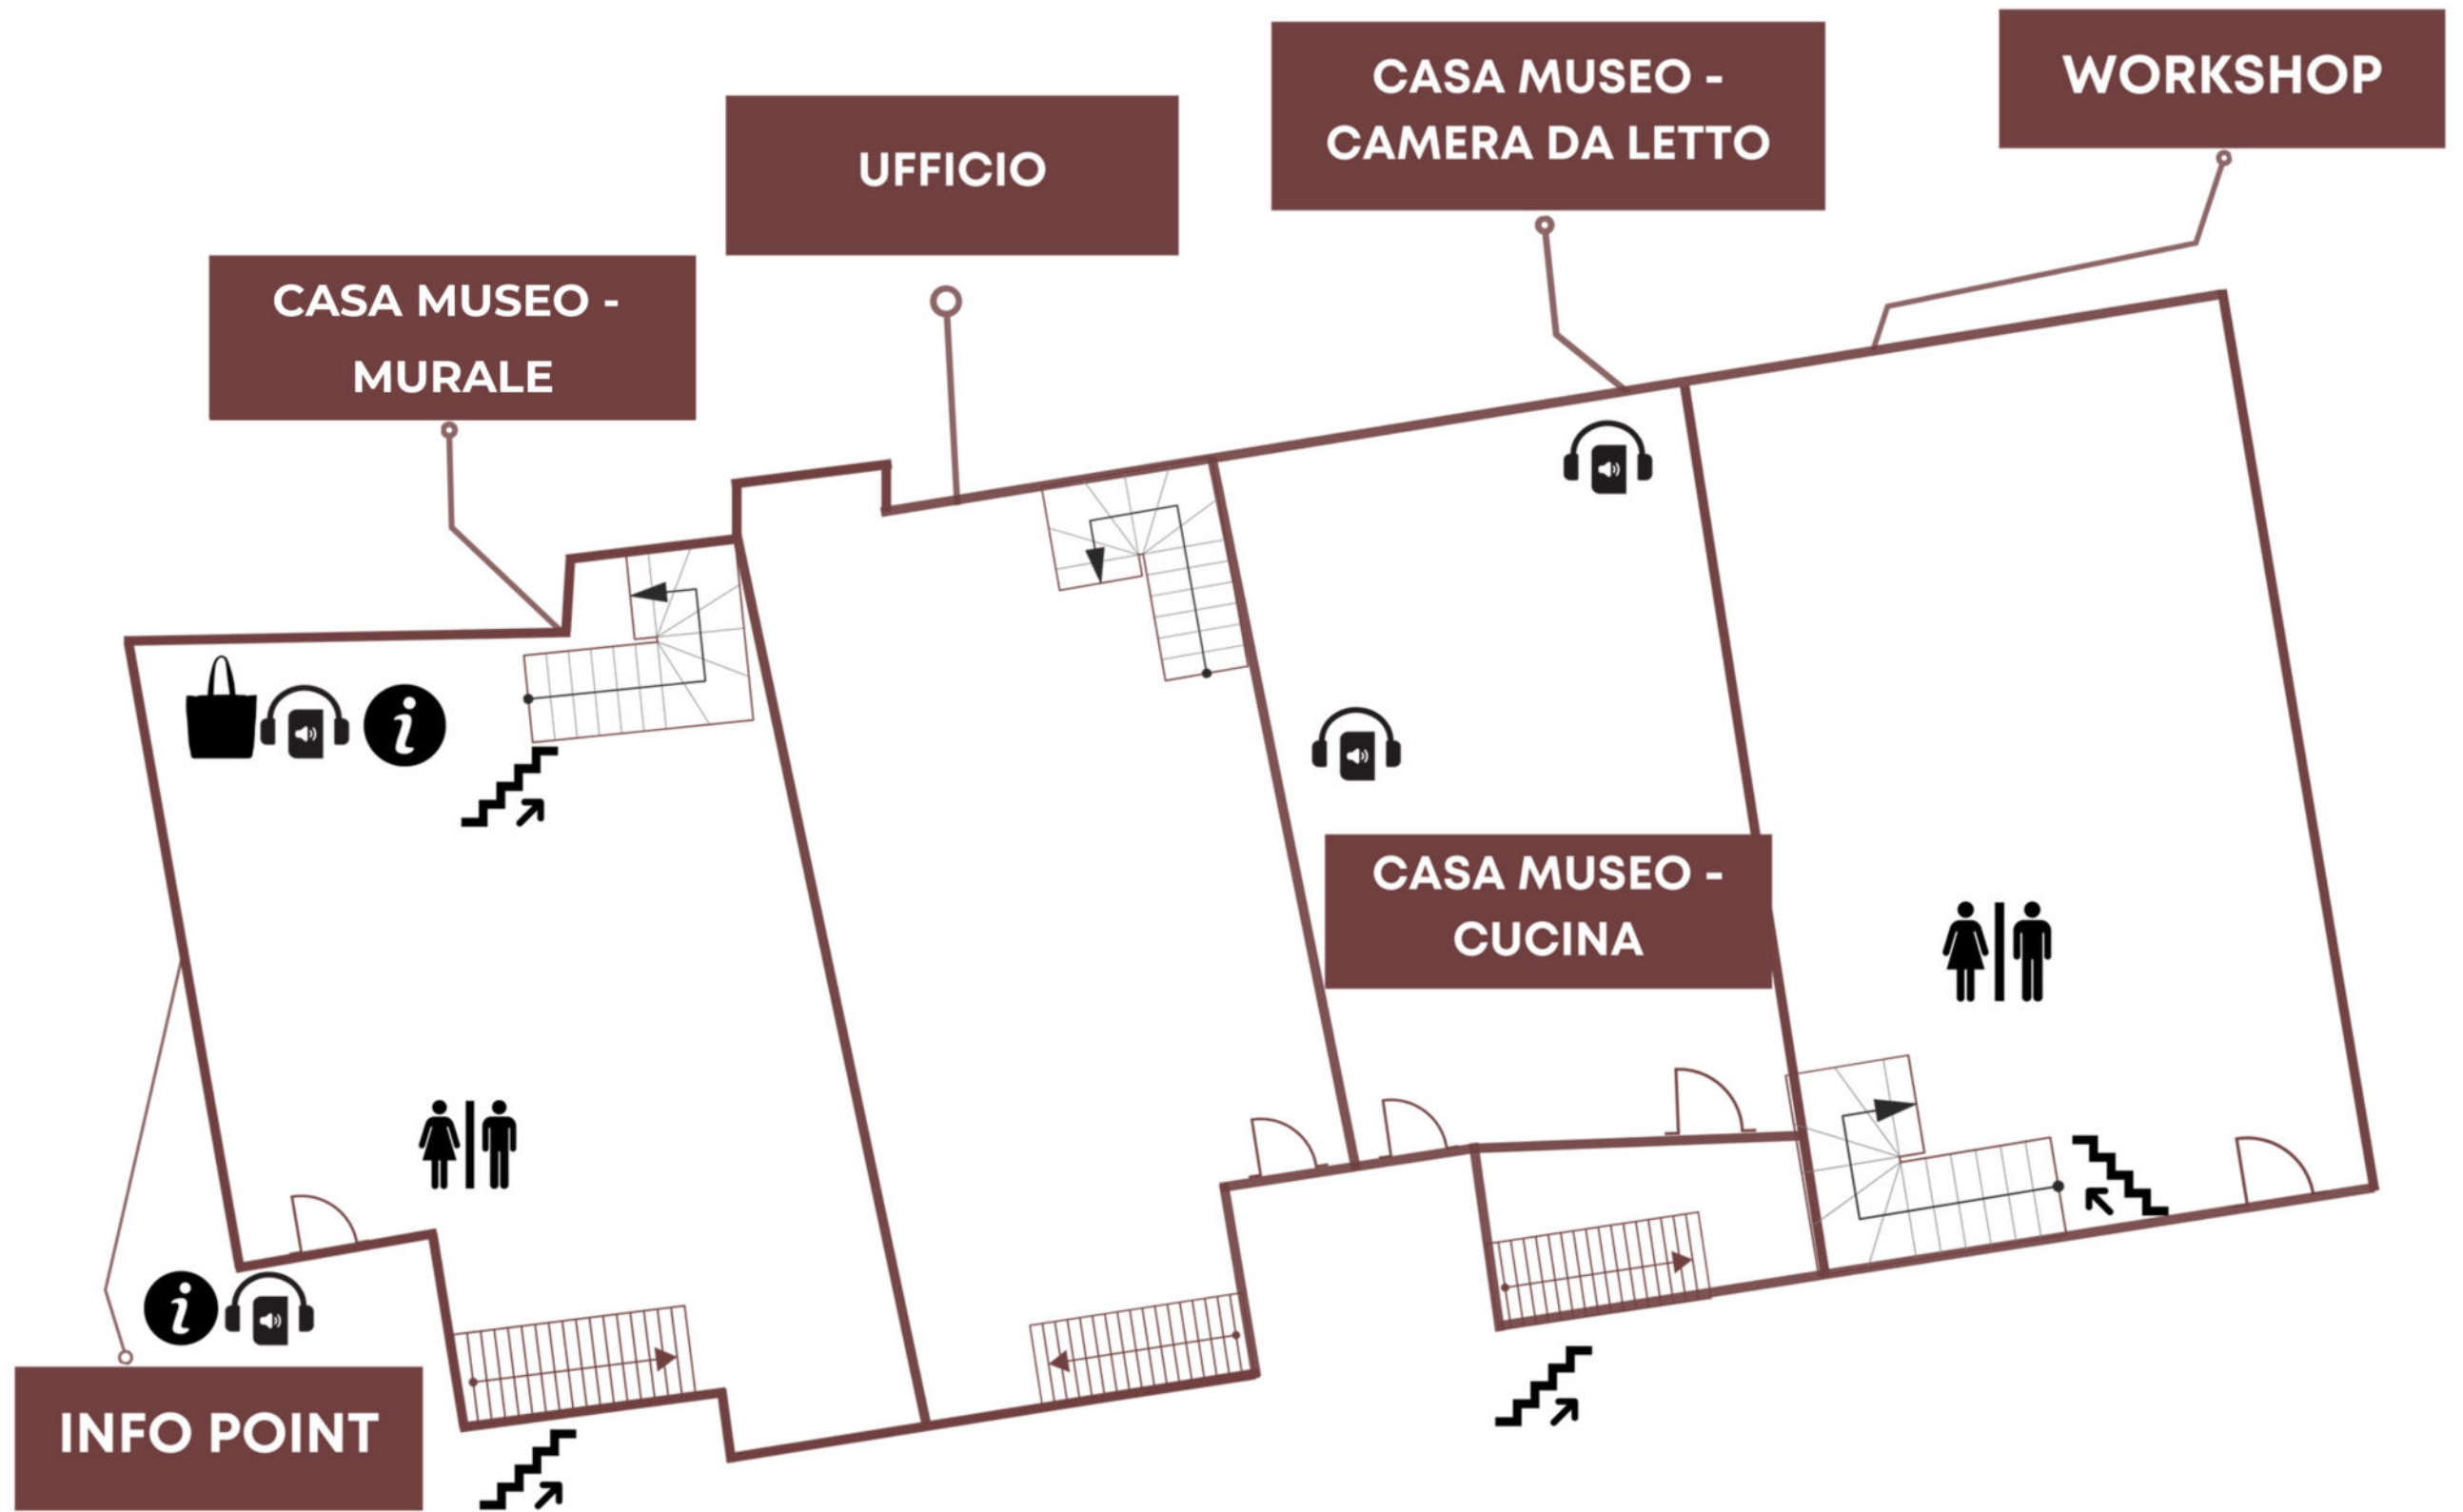 WORKSHOP
CASA MUSEO -
CAMERA DA LETTO
UFFICIO
CASA MUSEO -
MURALE
CASA MUSEO -
CUCINA
INFO POINT